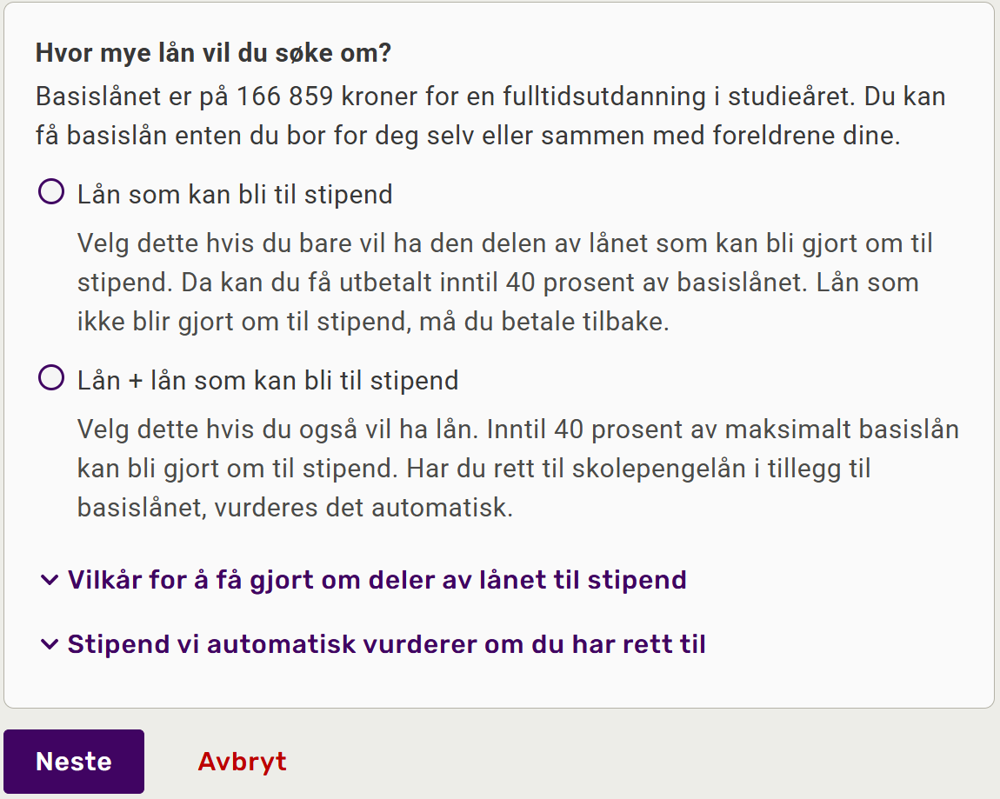 Hvor mye lån vil du søke om?
Basislånet er på 166 859 kroner for en fulltidsutdanning i studieåret. Du kan
få basislån enten du bor for deg selv eller sammen med foreldrene dine.
Lån som kan bli til stipend
Velg dette hvis du bare vil ha den delen av lånet som kan bli gjort om til
stipend. Da kan du få utbetalt inntil 40 prosent av basislånet. Lån som
ikke blir gjort om til stipend, må du betale tilbake.
Lån + lån som kan bli til stipend
Velg dette hvis du også vil ha lån. Inntil 40 prosent av maksimalt basislån
kan bli gjort om til stipend. Har du rett til skolepengelån i tillegg til
basislånet, vurderes det automatisk.
Vilkår for å få gjort om deler av lånet til stipend
Stipend vi automatisk vurderer om du har rett til
Neste Avbryt